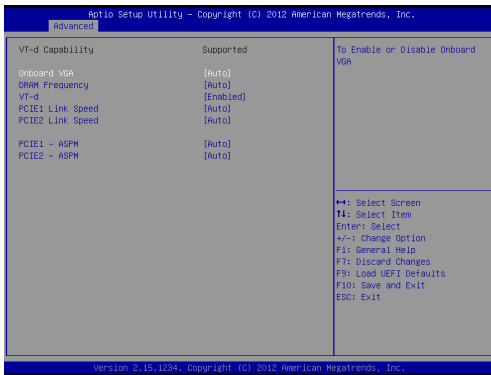 Aptio Setup Utility – Copyright (C) 2012 American Megatrends, Inc.
Advanced
VT-d Capability Supported
Onboard VGA [Auto]
DRAM Frequency [Auto]
VT-d [Enabled]
PCIE1 Link Speed [Auto]
PCIE2 Link Speed [Auto]
PCIE1 - ASPM [Auto]
PCIE2 - ASPM [Auto]
To Enable or Disable Onboard
VGA
↔: Select Screen
↑↓: Select Item
Enter: Select
+/-: Change Option
F1: General Help
F7: Discard Changes
F9: Load UEFI Defaults
F10: Save and Exit
ESC: Exit
Version 2.15.1234. Copyright (C) 2012 American Megatrends, Inc.